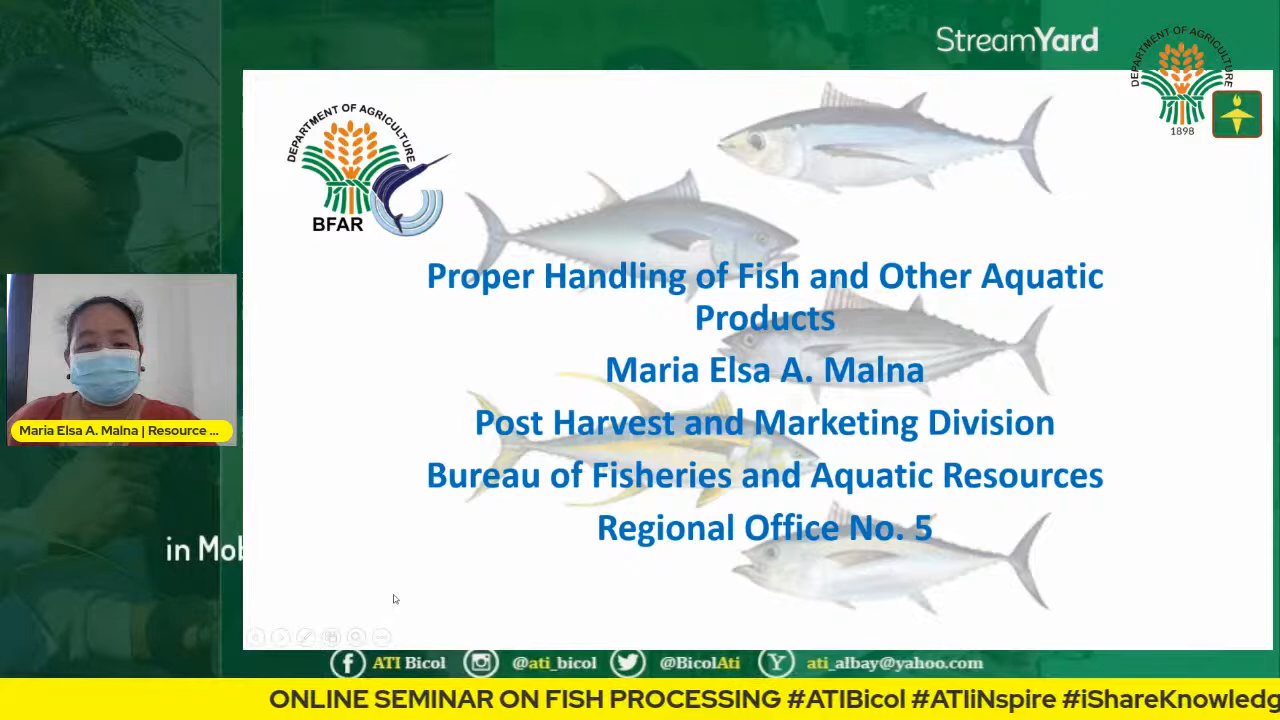 StreamYard
DEPARTMENT OF AGRICULTURE
1898
DEPARTMENT OF AGRICULTURE
BFAR
Proper Handling of Fish and Other Aquatic
Products
Maria Elsa A. Malna
Post Harvest and Marketing Division
Bureau of Fisheries and Aquatic Resources
Regional Office No. 5
Maria Elsa A. Malna | Resource ...
in Mob
ATI Bicol
@ati_bicol
@BicolAti
ati_albay@yahoo.com
ONLINE SEMINAR ON FISH PROCESSING #ATIBicol #ATIiNspire #iShareKnowledg